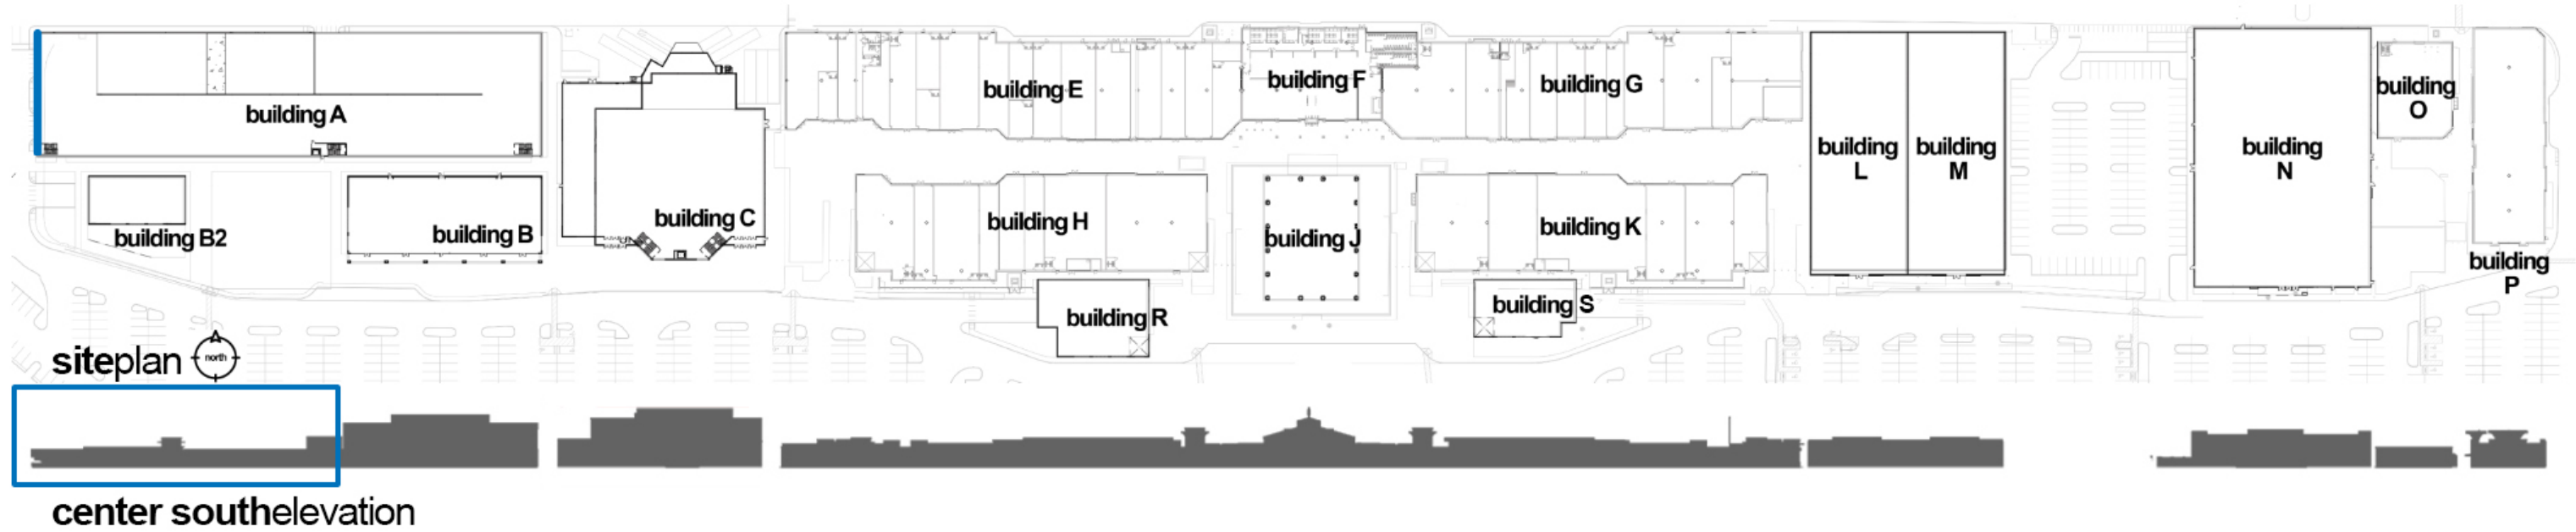 building A
building B2
building B
building C
building E
building F
building G
building H
building J
building K
building R
building S
building
L
building
M
building
N
building
O
building
P
siteplan
north
center southelevation